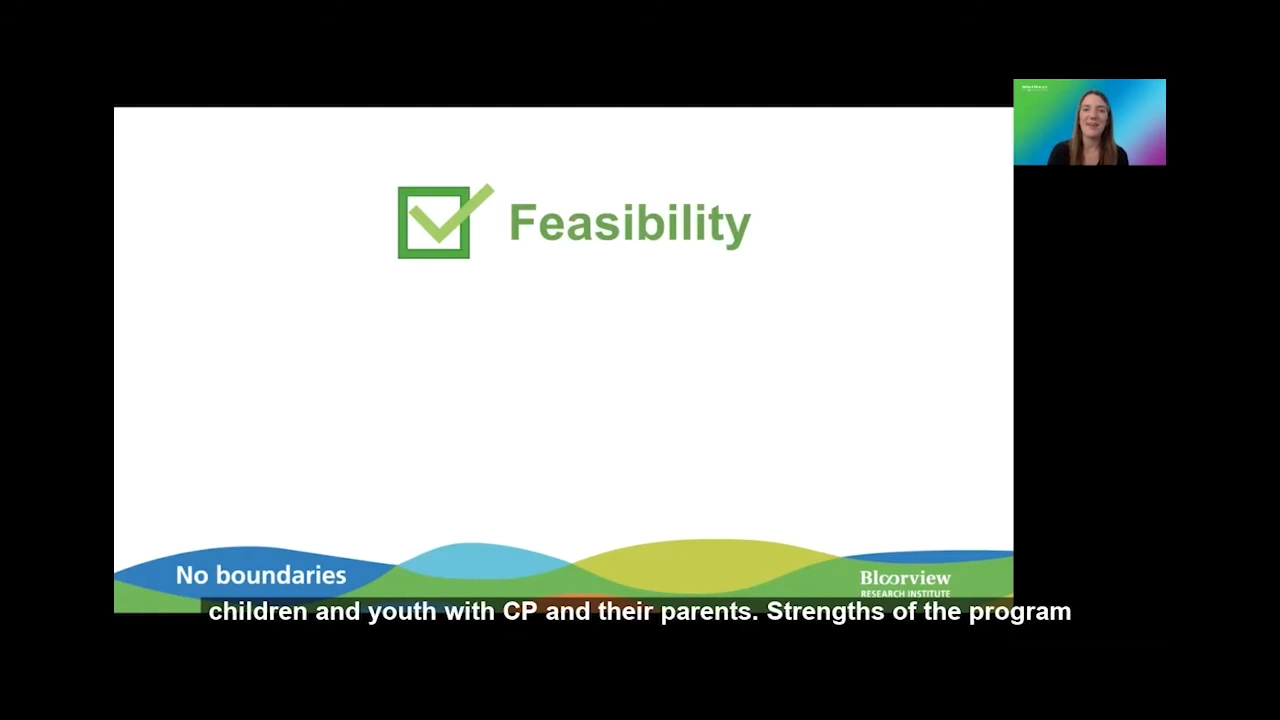 Feasibility
No boundaries
Bloorview
RESEARCH INSTITUTE
children and youth with CP and their parents. Strengths of the program